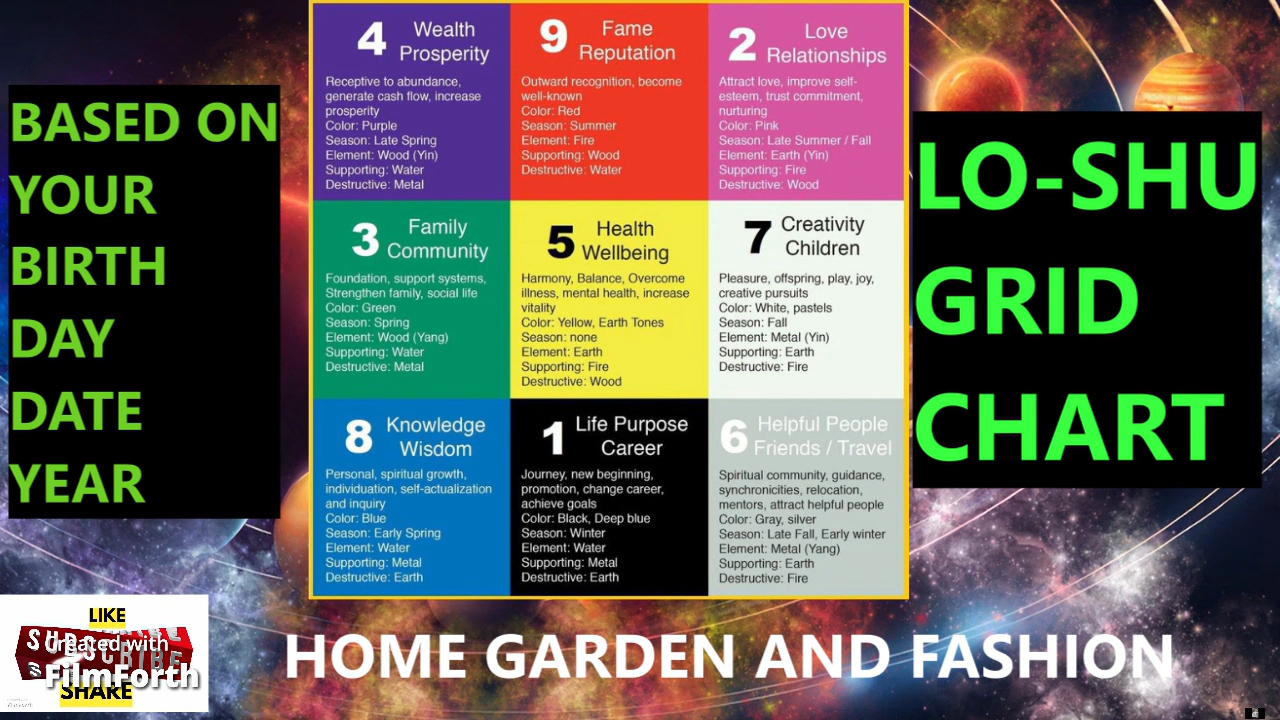 BASED ON
YOUR
BIRTH
DAY
DATE
YEAR
4 Wealth
Prosperity
Receptive to abundance,
generate cash flow, increase
prosperity
Color: Purple
Season: Late Spring
Element: Wood (Yin)
Supporting: Water
Destructive: Metal
9 Fame
Reputation
Outward recognition, become
well-known
Color: Red
Season: Summer
Element: Fire
Supporting: Wood
Destructive: Water
2 Love
Relationships
Attract love, improve self-
esteem, trust commitment,
nurturing
Color: Pink
Season: Late Summer / Fall
Element: Earth (Yin)
Supporting: Fire
Destructive: Wood
3 Family
Community
Foundation, support systems,
Strengthen family, social life
Color: Green
Season: Spring
Element: Wood (Yang)
Supporting: Water
Destructive: Metal
5 Health
Wellbeing
Harmony, Balance, Overcome
illness, mental health, increase
vitality
Color: Yellow, Earth Tones
Season: none
Element: Earth
Supporting: Fire
Destructive: Wood
7 Creativity
Children
Pleasure, offspring, play, joy,
creative pursuits
Color: White, pastels
Season: Fall
Element: Metal (Yin)
Supporting: Earth
Destructive: Fire
8 Knowledge
Wisdom
Personal, spiritual growth,
individuation, self-actualization
and inquiry
Color: Blue
Season: Early Spring
Element: Water
Supporting: Metal
Destructive: Earth
1 Life Purpose
Career
Journey, new beginning,
promotion, change career,
achieve goals
Color: Black, Deep blue
Season: Winter
Element: Water
Supporting: Metal
Destructive: Earth
6 Helpful People
Friends / Travel
Spiritual community, guidance,
synchronicities, relocation,
mentors, attract helpful people
Color: Gray, silver
Season: Late Fall, Early winter
Element: Metal (Yang)
Supporting: Earth
Destructive: Fire
LO-SHU
GRID
CHART
LIKE
SUBSCRIBE
Created with
FilmForth
SHARE
HOME GARDEN AND FASHION